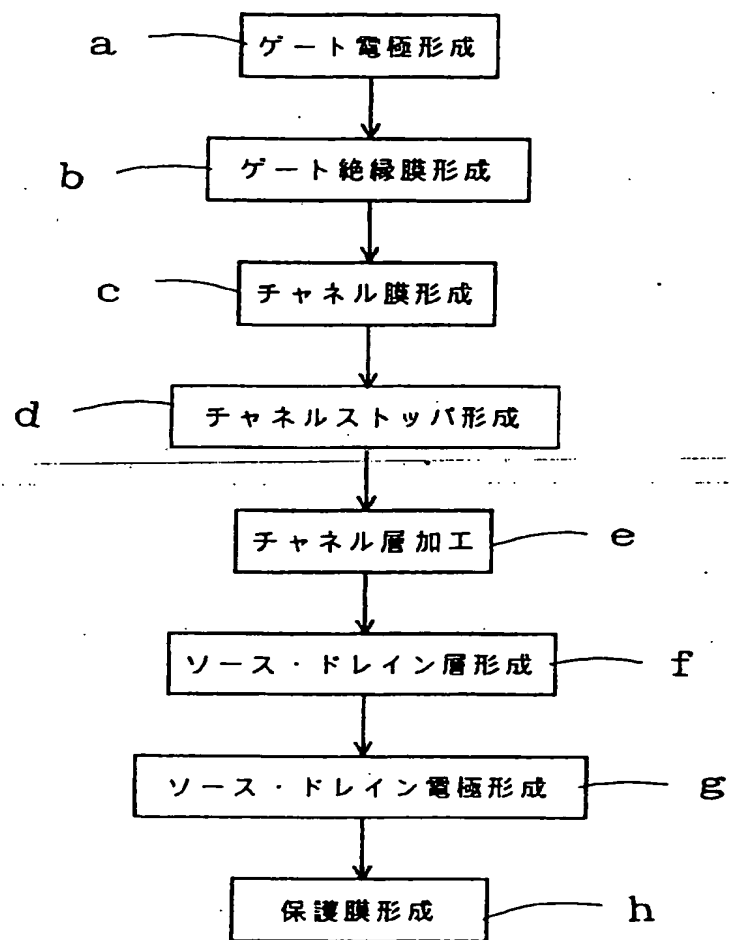 a ゲート電極形成
b ゲート絶縁膜形成
c チャネル膜形成
d チャネルストッパ形成
チャネル層加工 e
ソース・ドレイン層形成 f
ソース・ドレイン電極形成 g
保護膜形成 h